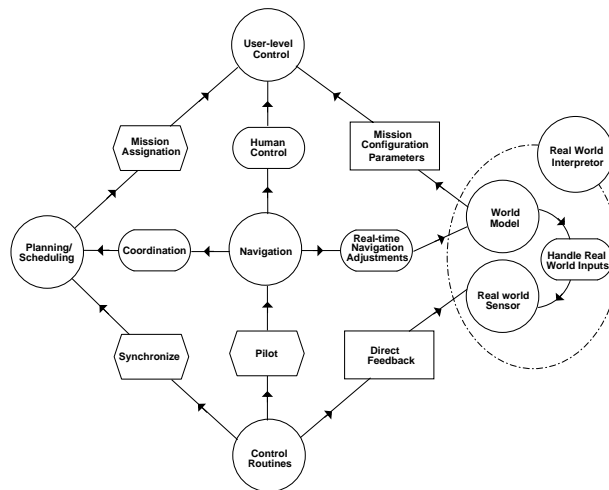 User-level
Control
Mission
Assignation
Human
Control
Mission
Configuration
Parameters
Real World
Interpretor
World
Model
Planning/
Scheduling
Coordination
Navigation
Real-time
Navigation
Adjustments
Handle Real
World Inputs
Real world
Sensor
Synchronize
Pilot
Direct
Feedback
Control
Routines